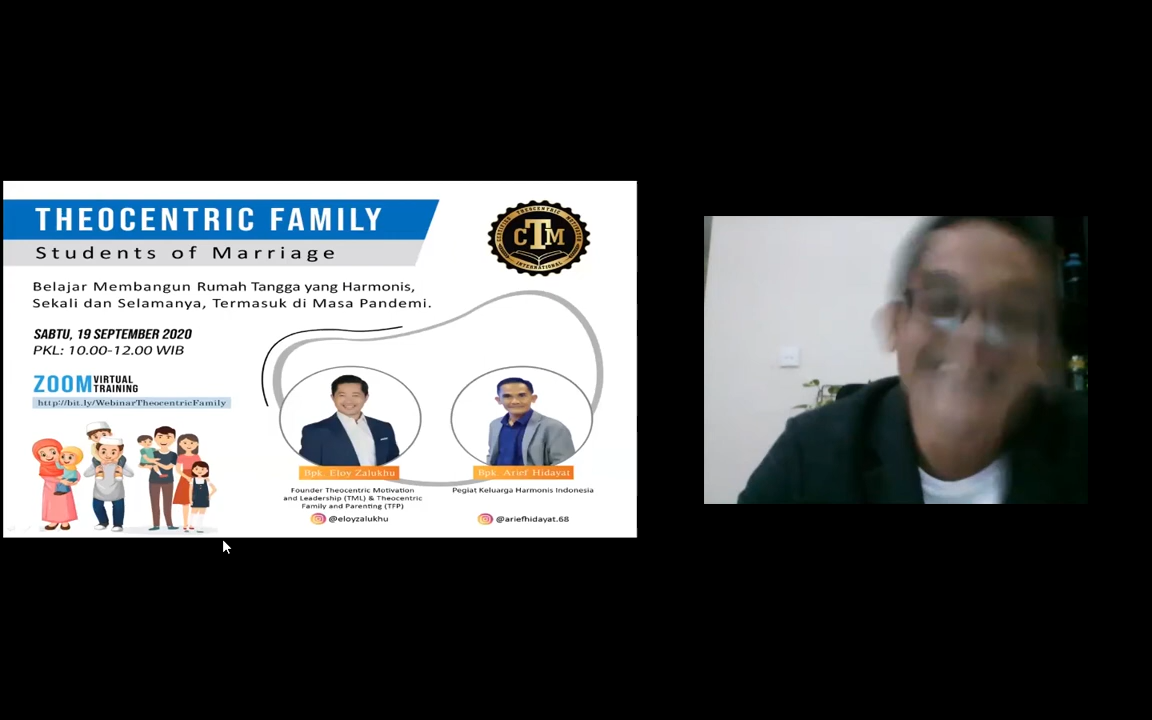 THEOCENTRIC FAMILY
Students of Marriage
CTM
INTERNATIONAL
Belajar Membangun Rumah Tangga yang Harmonis,
Sekali dan Selamanya, Termasuk di Masa Pandemi.
SABTU, 19 SEPTEMBER 2020
PKL: 10.00-12.00 WIB
ZOOM VIRTUAL TRAINING
http://bit.ly/WebinarTheocentricFamily
Bpk. Eloy Zalukhu
Founder Theocentric Motivation
and Leadership (TML) & Theocentric
Family and Parenting (TFP)
@eloyzalukhu
Bpk. Arief Hidayat
Pegiat Keluarga Harmonis Indonesia
@ariefhidayat.68